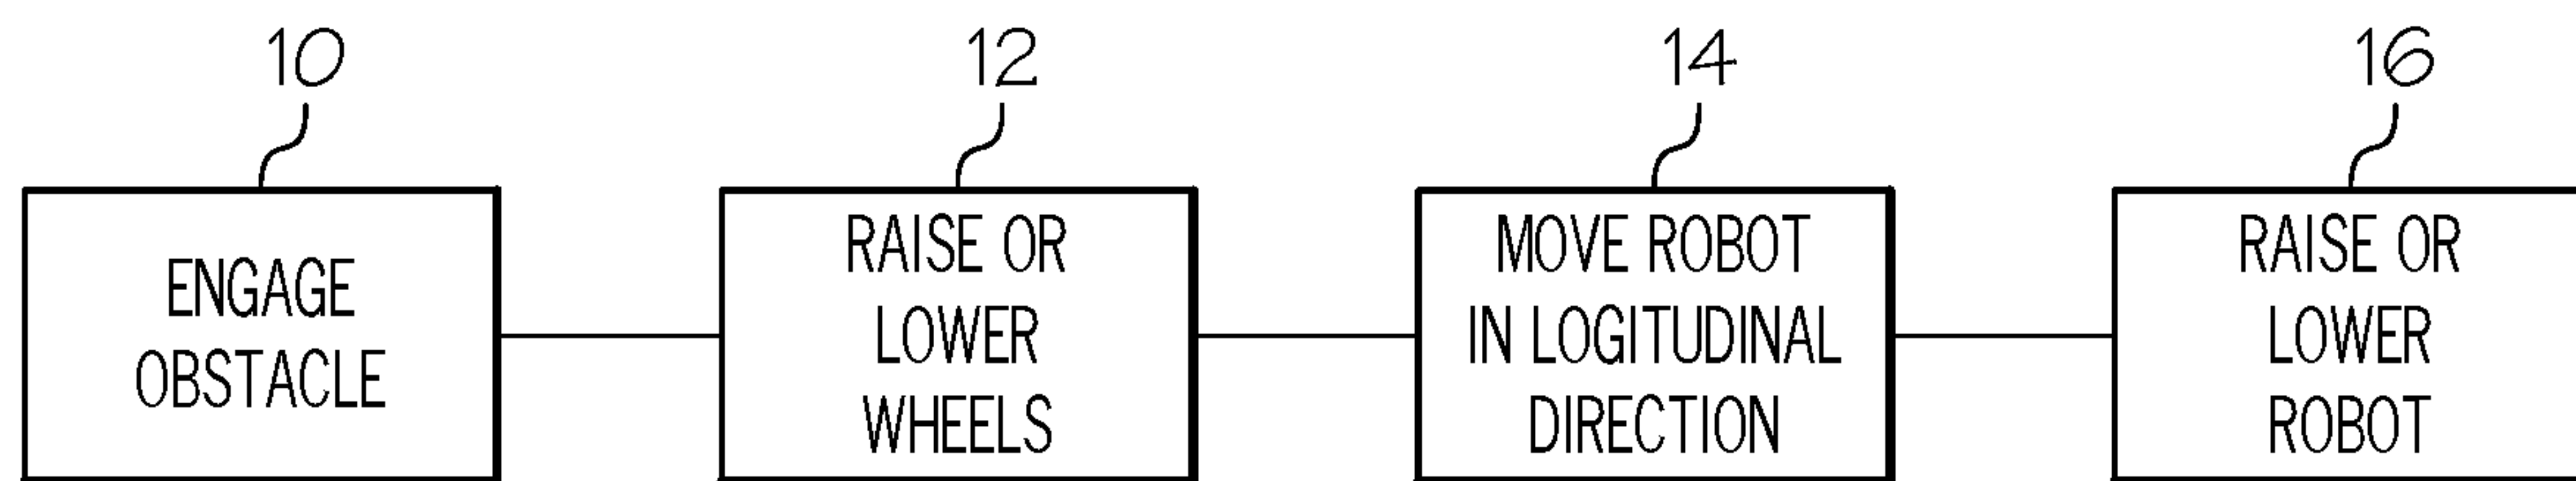 10
12
14
16
ENGAGE
OBSTACLE
RAISE OR
LOWER
WHEELS
MOVE ROBOT
IN LOGITUDINAL
DIRECTION
RAISE OR
LOWER
ROBOT